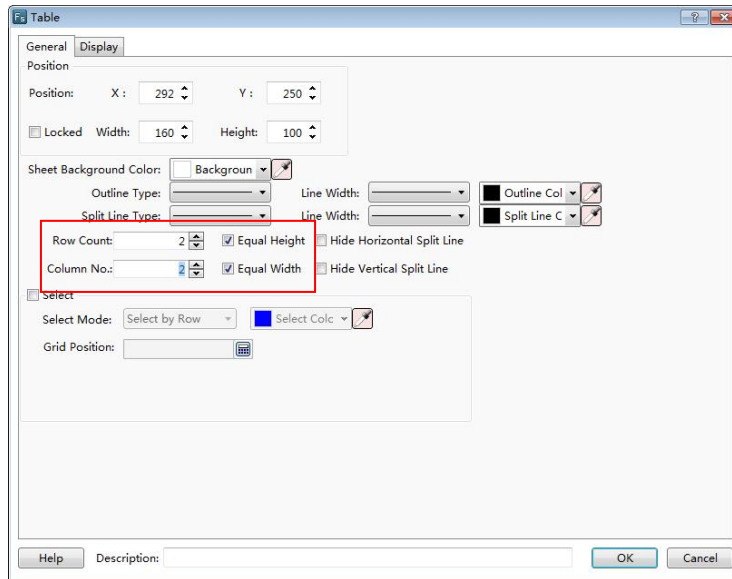 Fs Table
General Display
Position
Position: X : 292 Y : 250
Locked Width: 160 Height: 100
Sheet Background Color: Backgroun
Outline Type: Line Width: Outline Col
Split Line Type: Line Width: Split Line C
Row Count: 2 Equal Height Hide Horizontal Split Line
Column No.: 2 Equal Width Hide Vertical Split Line
Select
Select Mode: Select by Row Select Colc
Grid Position:
Help Description: OK Cancel